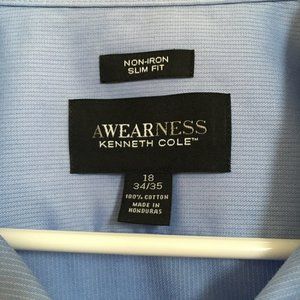 NON-IRON
SLIM FIT
AWEARNESS
KENNETH COLE™
18
34/35
100% COTTON
MADE IN
HONDURAS